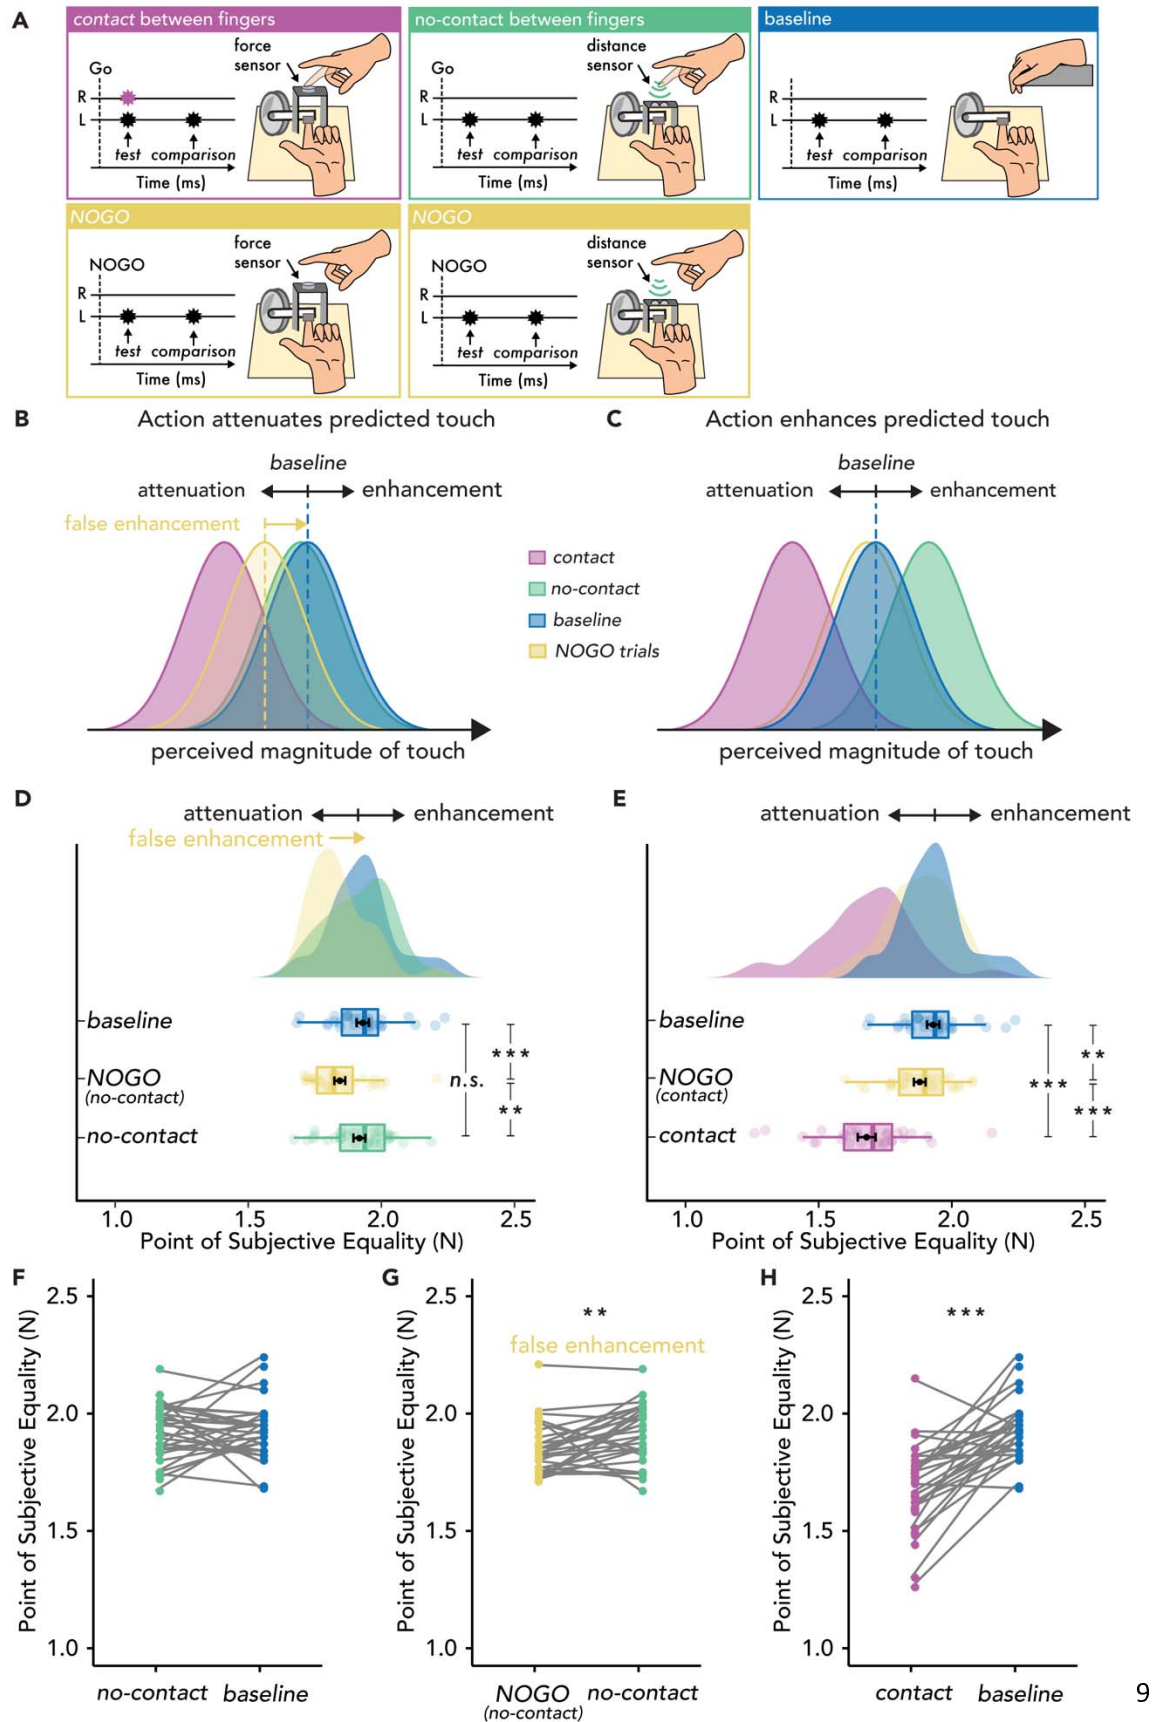 A
contact between fingers
Go
R
L
test comparison
Time (ms)
force
sensor
no-contact between fingers
Go
R
L
test comparison
Time (ms)
distance
sensor
baseline
R
L
test comparison
Time (ms)
NOGO
NOGO
R
L
test comparison
Time (ms)
force
sensor
NOGO
NOGO
R
L
test comparison
Time (ms)
distance
sensor
B Action attenuates predicted touch
baseline
attenuation enhancement
false enhancement
perceived magnitude of touch
contact
no-contact
baseline
NOGO trials
C Action enhances predicted touch
baseline
attenuation enhancement
perceived magnitude of touch
D
attenuation enhancement
false enhancement
baseline
NOGO
(no-contact)
no-contact
n.s.
***
**
1.0 1.5 2.0 2.5
Point of Subjective Equality (N)
E
attenuation enhancement
baseline
NOGO
(contact)
contact
***
**
***
1.0 1.5 2.0 2.5
Point of Subjective Equality (N)
F
Point of Subjective Equality (N)
2.5
2.0
1.5
1.0
no-contact baseline
G
Point of Subjective Equality (N)
2.5
2.0
1.5
1.0
**
false enhancement
NOGO no-contact
(no-contact)
H
Point of Subjective Equality (N)
2.5
2.0
1.5
1.0
***
contact baseline
9